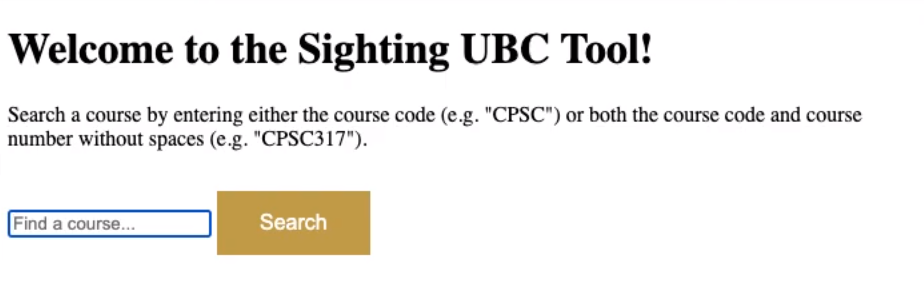 Welcome to the Sighting UBC Tool!
Search a course by entering either the course code (e.g. "CPSC") or both the course code and course
number without spaces (e.g. "CPSC317").
Find a course... Search